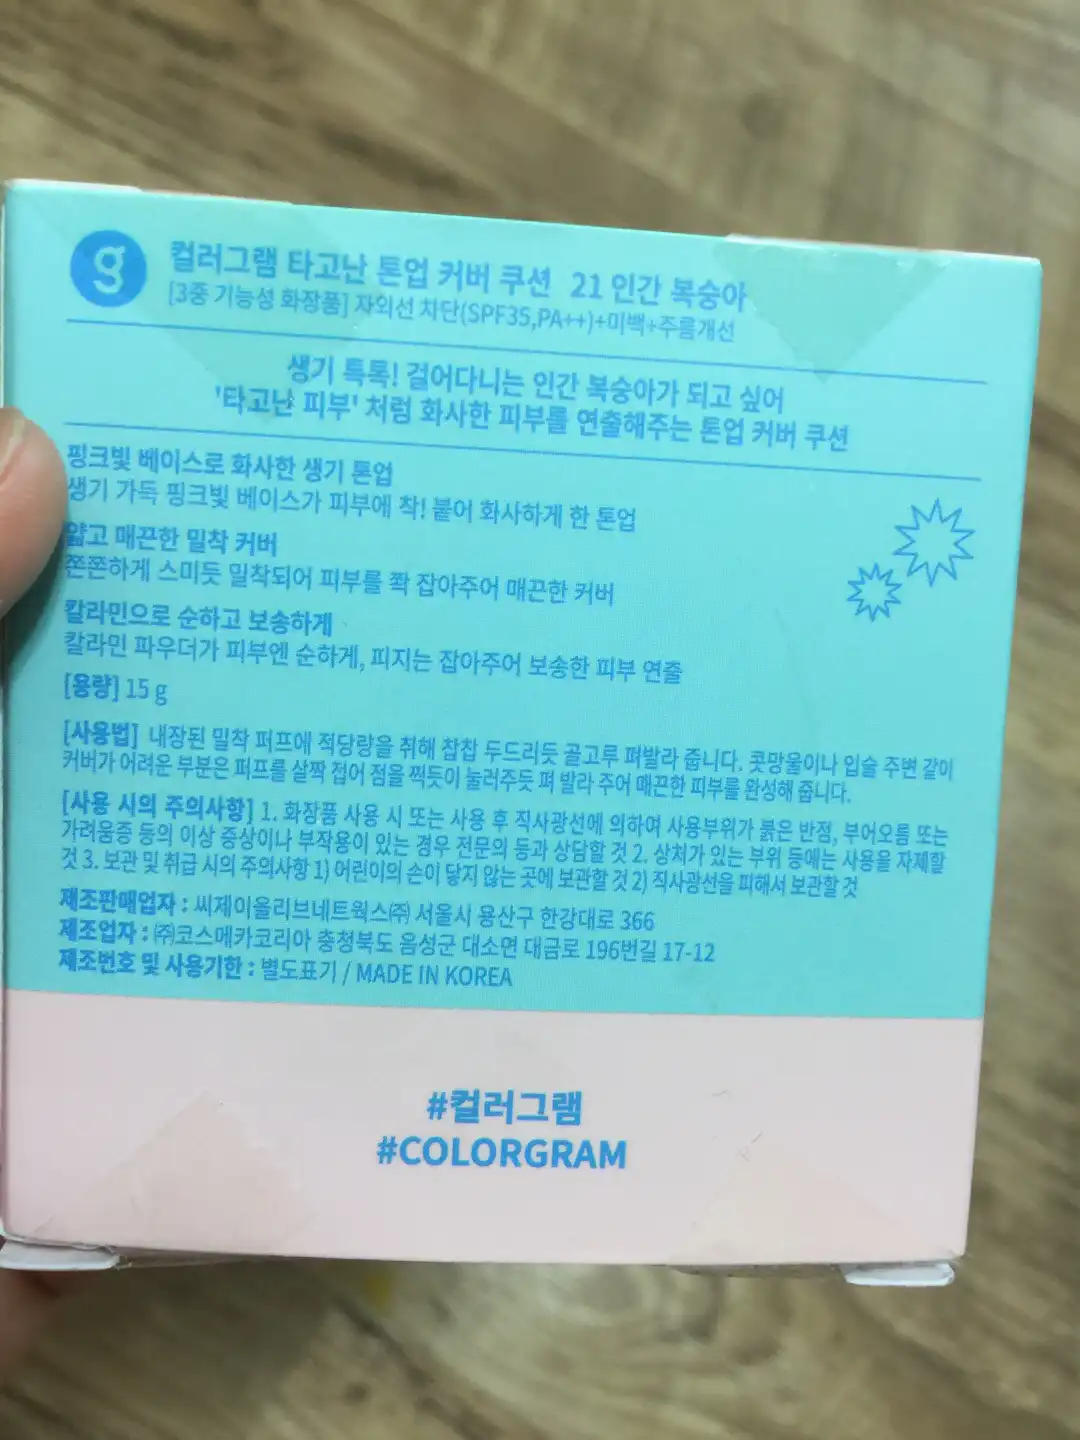 g
컬러그램 타고난 톤업 커버 쿠션 21 인간 복숭아
[3중 기능성 화장품] 자외선 차단(SPF35,PA++)+미백+주름개선
생기 톡톡! 걸어다니는 인간 복숭아가 되고 싶어
'타고난 피부' 처럼 화사한 피부를 연출해주는 톤업 커버 쿠션
핑크빛 베이스로 화사한 생기 톤업
생기 가득 핑크빛 베이스가 피부에 착! 붙어 화사하게 한 톤업
얇고 매끈한 밀착 커버
쫀쫀하게 스미듯 밀착되어 피부를 쫙 잡아주어 매끈한 커버
칼라민으로 순하고 보송하게
칼라민 파우더가 피부엔 순하게, 피지는 잡아주어 보송한 피부 연출
[용량] 15 g
[사용법] 내장된 밀착 퍼프에 적당량을 취해 찹찹 두드리듯 골고루 펴발라 줍니다. 콧망울이나 입술 주변 같이
커버가 어려운 부분은 퍼프를 살짝 접어 점을 찍듯이 눌러주듯 펴 발라 주어 매끈한 피부를 완성해 줍니다.
[사용 시의 주의사항] 1. 화장품 사용 시 또는 사용 후 직사광선에 의하여 사용부위가 붉은 반점, 부어오름 또는
가려움증 등의 이상 증상이나 부작용이 있는 경우 전문의 등과 상담할 것 2. 상처가 있는 부위 등에는 사용을 자제할
것 3. 보관 및 취급 시의 주의사항 1) 어린이의 손이 닿지 않는 곳에 보관할 것 2) 직사광선을 피해서 보관할 것
제조판매업자 : 씨제이올리브네트웍스㈜ 서울시 용산구 한강대로 366
제조업자 : ㈜코스메카코리아 충청북도 음성군 대소면 대금로 196번길 17-12
제조번호 및 사용기한 : 별도표기 / MADE IN KOREA
#컬러그램
#COLORGRAM